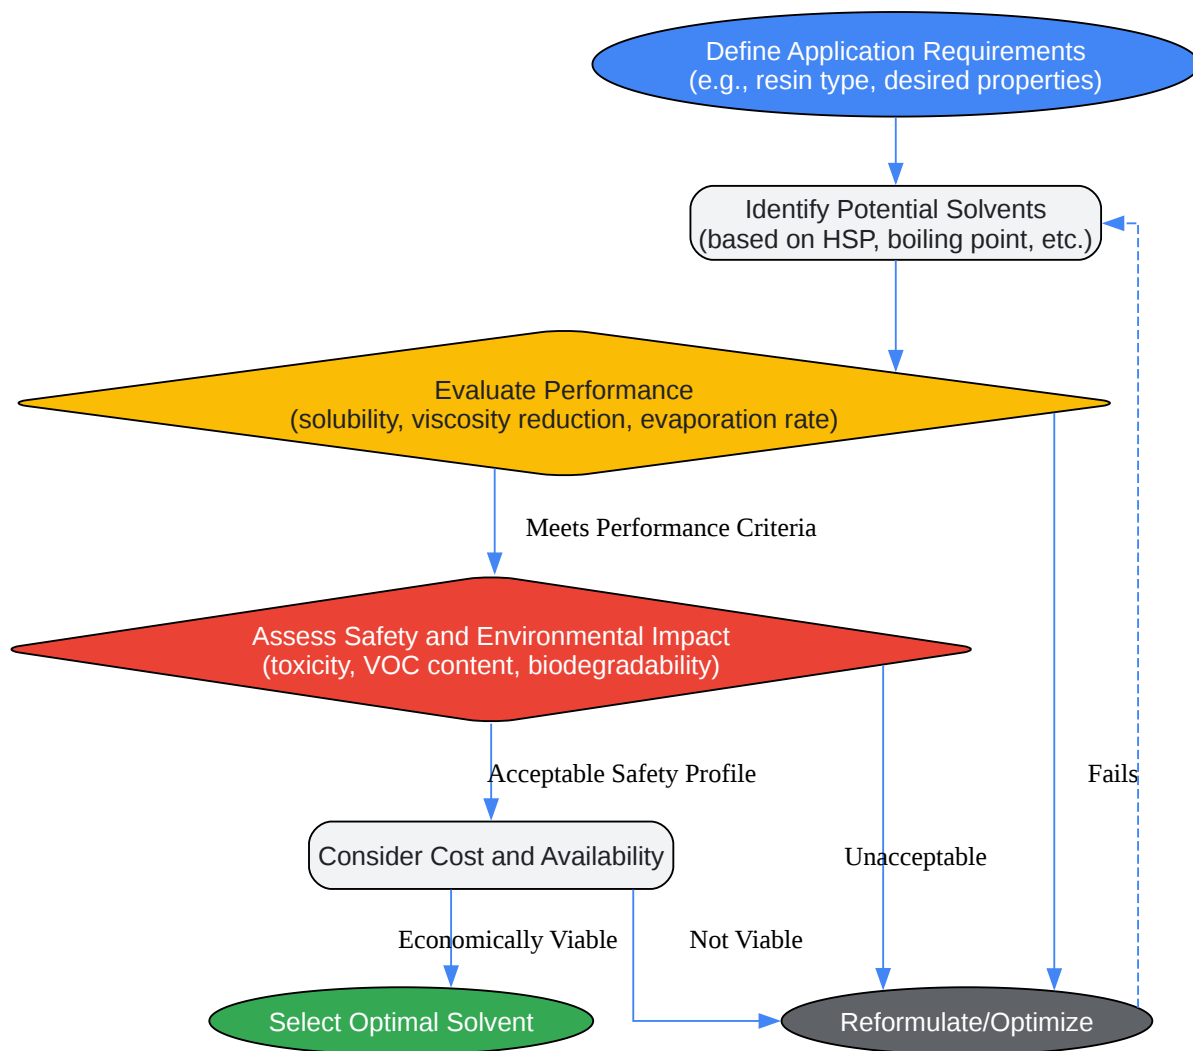 Define Application Requirements
(e.g., resin type, desired properties)
Identify Potential Solvents
(based on HSP, boiling point, etc.)
Evaluate Performance
(solubility, viscosity reduction, evaporation rate)
Meets Performance Criteria
Assess Safety and Environmental Impact
(toxicity, VOC content, biodegradability)
Acceptable Safety Profile
Fails
Consider Cost and Availability
Unacceptable
Economically Viable
Not Viable
Select Optimal Solvent
Reformulate/Optimize